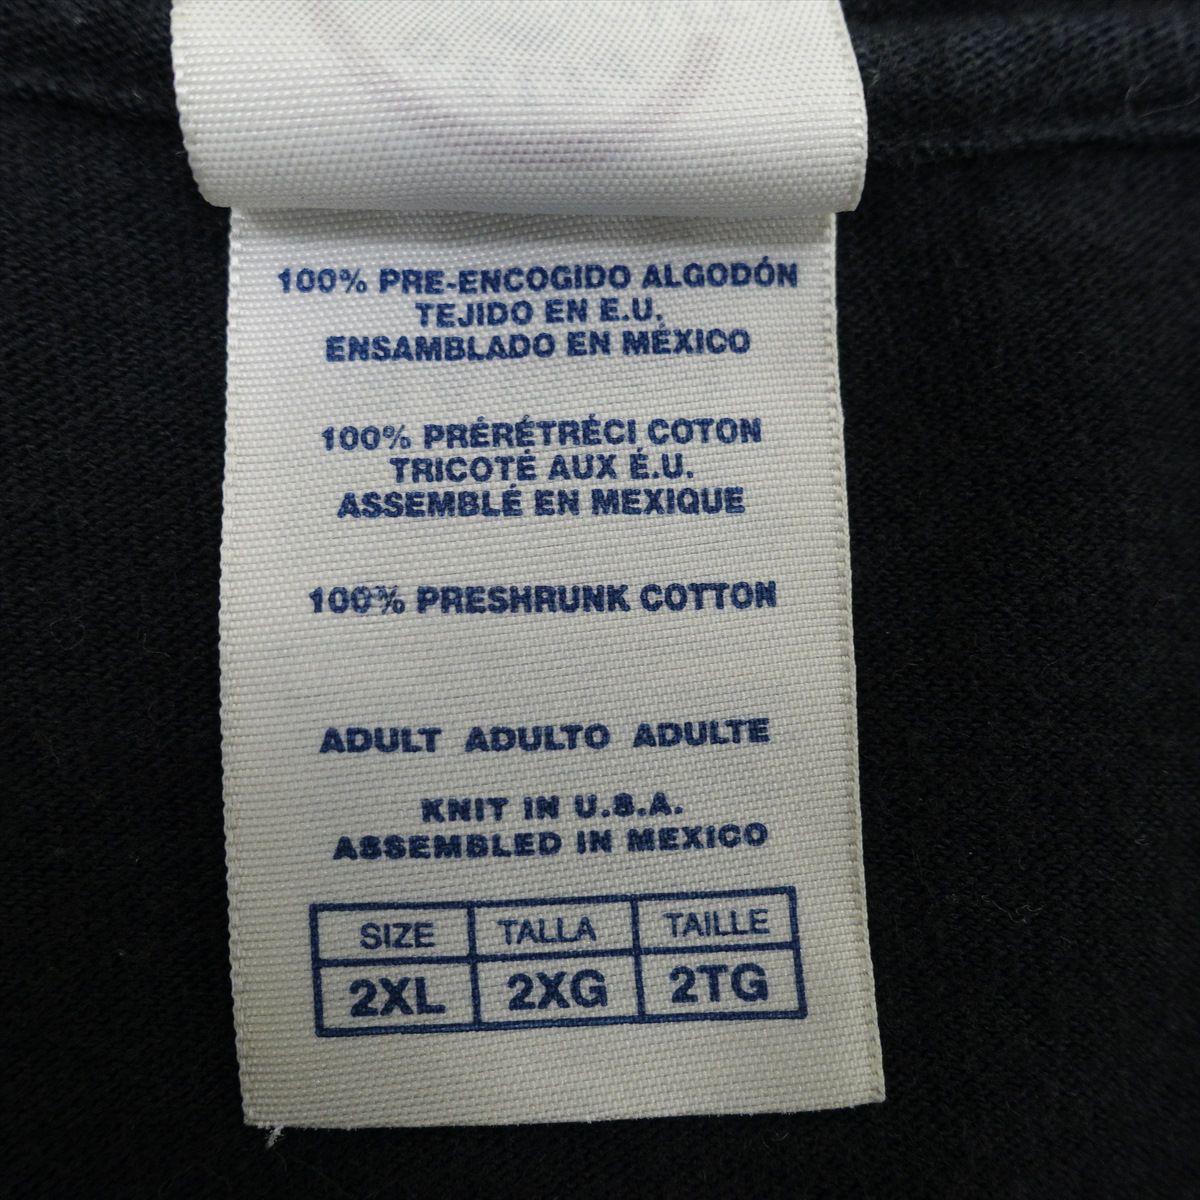 100% PRE-ENCOGIDO ALGODÓN
TEJIDO EN E.U.
ENSAMBLADO EN MÉXICO
100% PRÉRÉTRÉCI COTON
TRICOTÉ AUX É.U.
ASSEMBLÉ EN MEXIQUE
100% PRESHRUNK COTTON
ADULT ADULTO ADULTE
KNIT IN U.S.A.
ASSEMBLED IN MEXICO
SIZE TALLA TAILLE
2XL 2XG 2TG